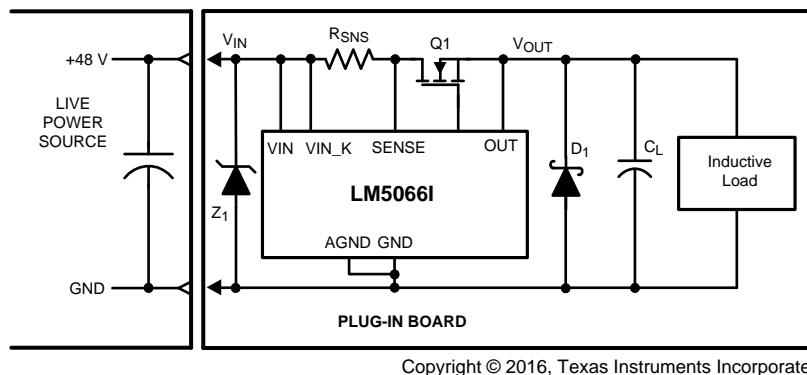 +48 V
LIVE
POWER
SOURCE
GND
VIN
RSNS
Q1
VOUT
VIN VIN_K SENSE OUT
LM5066I
AGND GND
Z1
D1
CL
Inductive
Load
PLUG-IN BOARD
Copyright © 2016, Texas Instruments Incorporate